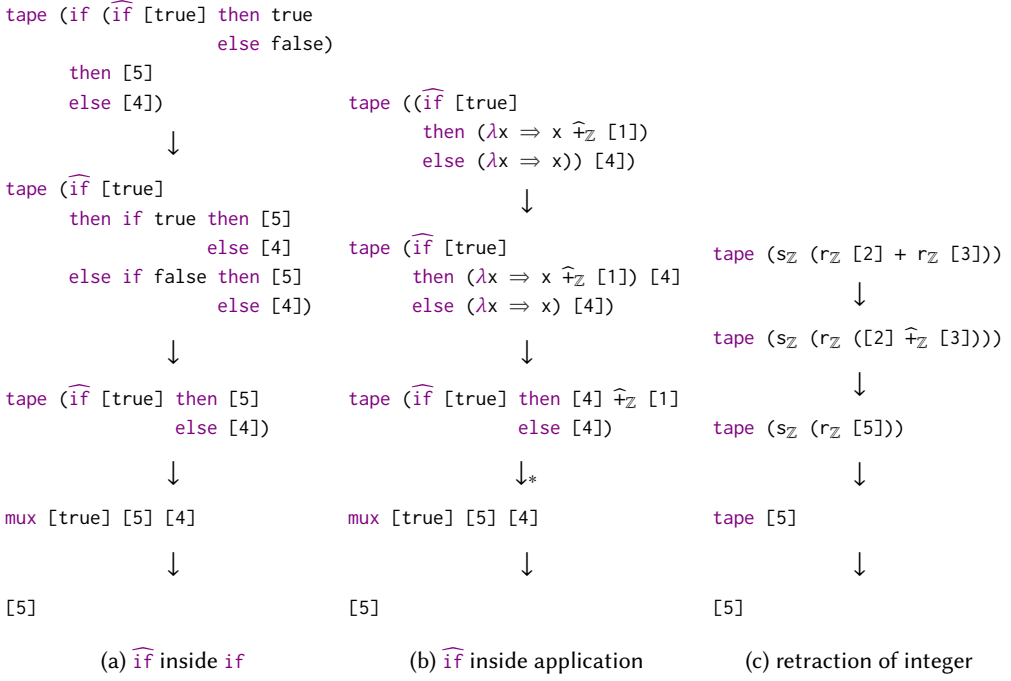 tape (if (îf [true] then true
else false)
then [5]
else [4])
↓
tape (îf [true]
then if true then [5]
else [4]
else if false then [5]
else [4])
↓
tape (îf [true] then [5]
else [4])
↓
mux [true] [5] [4]
↓
[5]
(a) îf inside if
tape ((îf [true]
then (λx ⇒ x +̂ℤ [1])
else (λx ⇒ x)) [4])
↓
tape (îf [true]
then (λx ⇒ x +̂ℤ [1]) [4]
else (λx ⇒ x) [4])
↓
tape (îf [true] then [4] +̂ℤ [1]
else [4])
↓*
mux [true] [5] [4]
↓
[5]
(b) îf inside application
tape (sℤ (rℤ [2] + rℤ [3]))
↓
tape (sℤ (rℤ ([2] +̂ℤ [3])))
↓
tape (sℤ (rℤ [5]))
↓
tape [5]
↓
[5]
(c) retraction of integer